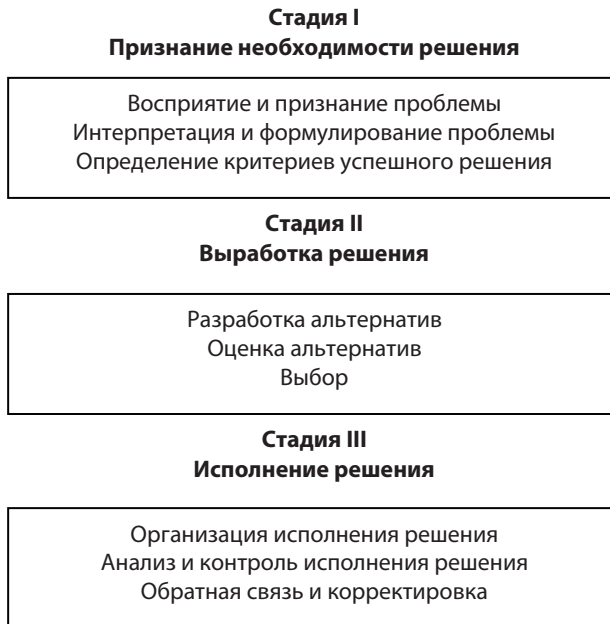 Стадия I
Признание необходимости решения
Восприятие и признание проблемы
Интерпретация и формулирование проблемы
Определение критериев успешного решения
Стадия II
Выработка решения
Разработка альтернатив
Оценка альтернатив
Выбор
Стадия III
Исполнение решения
Организация исполнения решения
Анализ и контроль исполнения решения
Обратная связь и корректировка